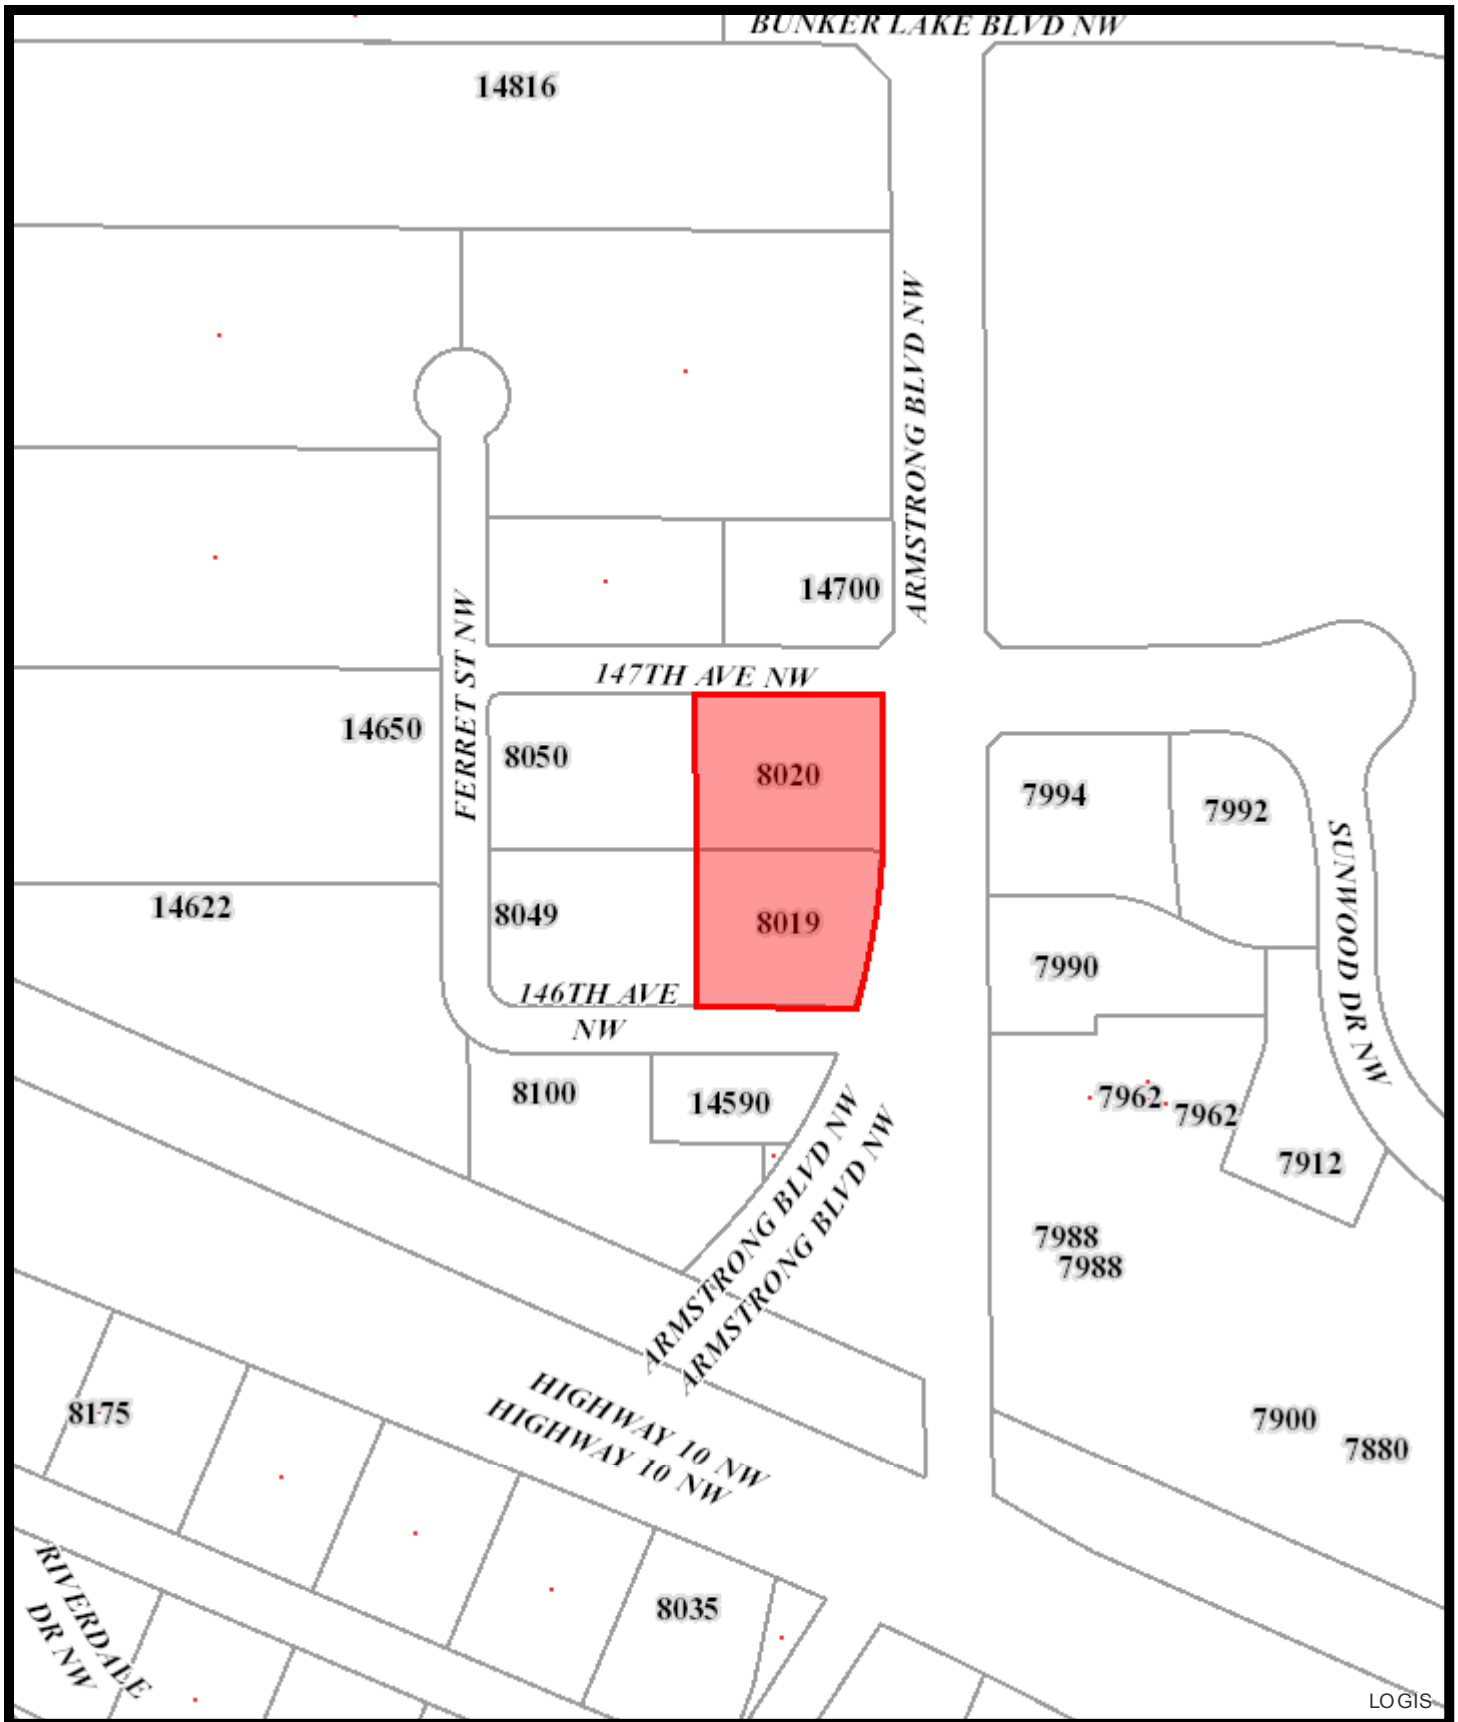 BUNKER LAKE BLVD NW
14816
ARMSTRONG BLVD NW
14700
FERRET ST NW
147TH AVE NW
14650
8050
8020
7994
7992
SUNWOOD DR NW
14622
8049
8019
7990
146TH AVE
NW
8100
14590
7962
7962
7912
ARMSTRONG BLVD NW
ARMSTRONG BLVD NW
7988
7988
8175
HIGHWAY 10 NW
HIGHWAY 10 NW
7900
7880
RIVERDALE
DR NW
8035
LOGIS